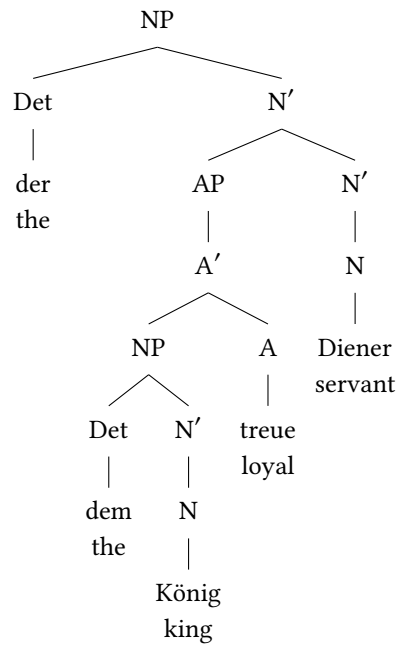 NP
Det N′
der AP N′
the
A′ N
NP A Diener
servant
Det N′ treue
loyal
dem N
the
König
king